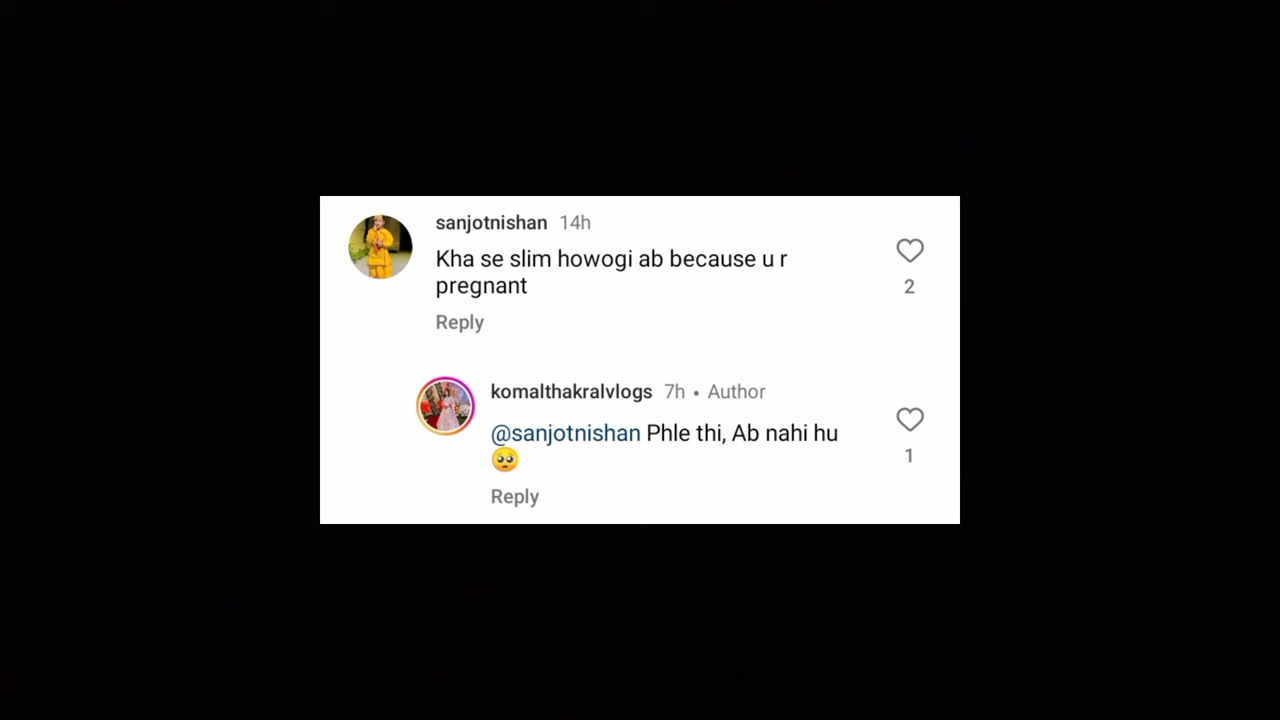 sanjotnishan 14h
Kha se slim howogi ab because u r
pregnant
2
Reply
komalthakralvlogs 7h • Author
@sanjotnishan Phle thi, Ab nahi hu
🥺
1
Reply